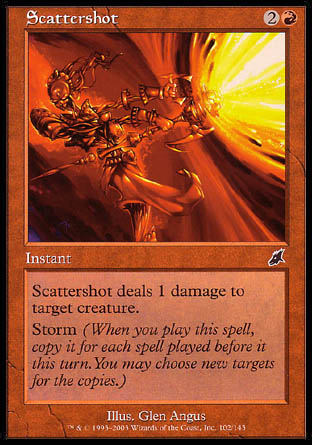 Scattershot 2
Instant
Scattershot deals 1 damage to
target creature.
Storm (When you play this spell,
copy it for each spell played before it
this turn. You may choose new targets
for the copies.)
Illus. Glen Angus
™ & © 1993–2003 Wizards of the Coast, Inc. 102/143